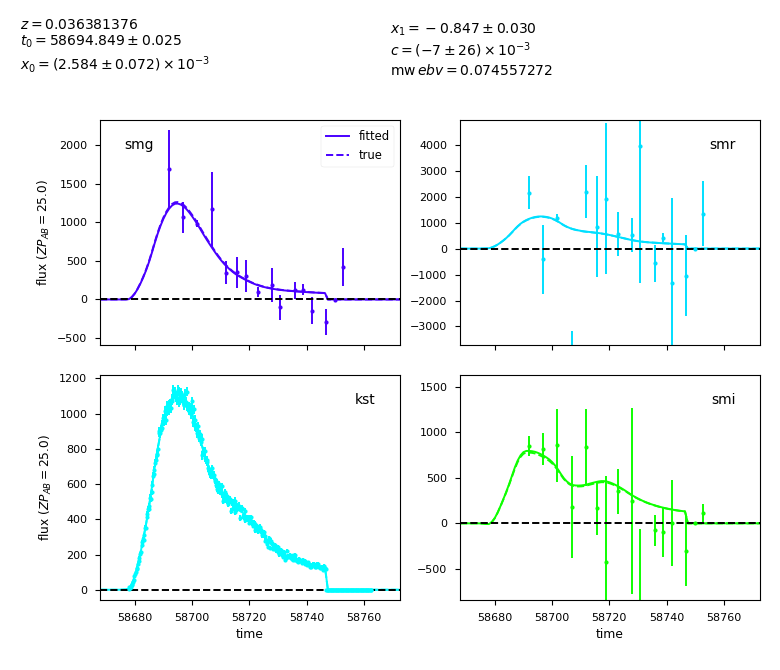 z = 0.036381376
t₀ = 58694.849 ± 0.025
x₀ = (2.584 ± 0.072) × 10⁻³
x₁ = −0.847 ± 0.030
c = (−7 ± 26) × 10⁻³
mw ebv = 0.074557272
smg
fitted
true
2000
1500
1000
500
0
−500
flux (ZP_AB = 25.0)
smr
4000
3000
2000
1000
0
−1000
−2000
−3000
kst
1200
1000
800
600
400
200
0
flux (ZP_AB = 25.0)
58680 58700 58720 58740 58760
time
smi
1500
1000
500
0
−500
58680 58700 58720 58740 58760
time